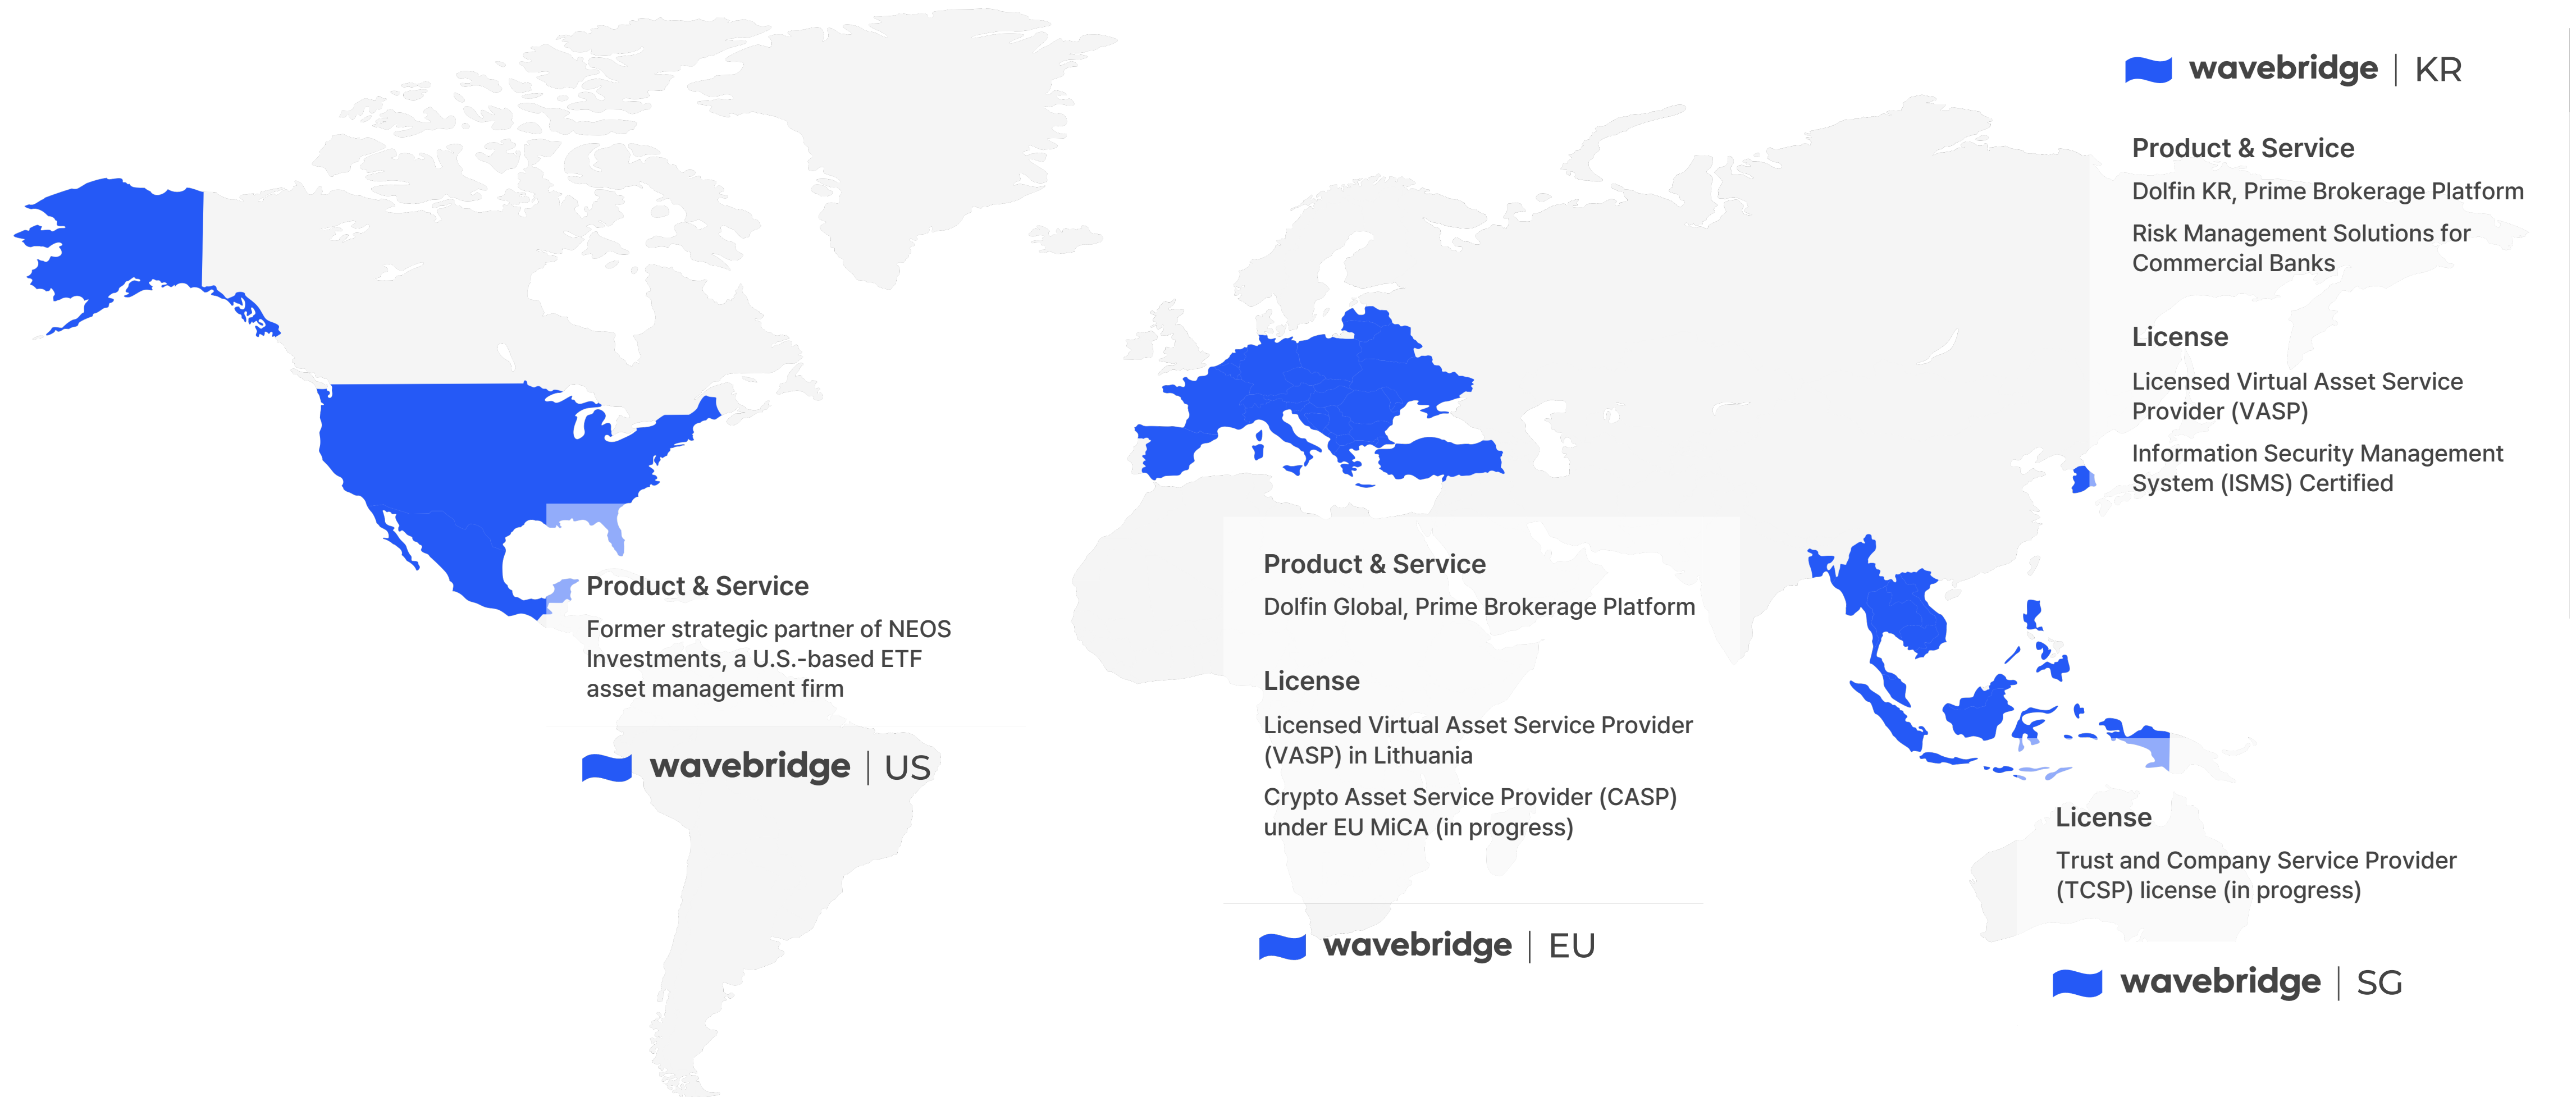 wavebridge | KR
Product & Service
Dolfin KR, Prime Brokerage Platform
Risk Management Solutions for
Commercial Banks
License
Licensed Virtual Asset Service
Provider (VASP)
Information Security Management
System (ISMS) Certified
Product & Service
Former strategic partner of NEOS
Investments, a U.S.-based ETF
asset management firm
wavebridge | US
Product & Service
Dolfin Global, Prime Brokerage Platform
License
Licensed Virtual Asset Service Provider
(VASP) in Lithuania
Crypto Asset Service Provider (CASP)
under EU MiCA (in progress)
wavebridge | EU
License
Trust and Company Service Provider
(TCSP) license (in progress)
wavebridge | SG